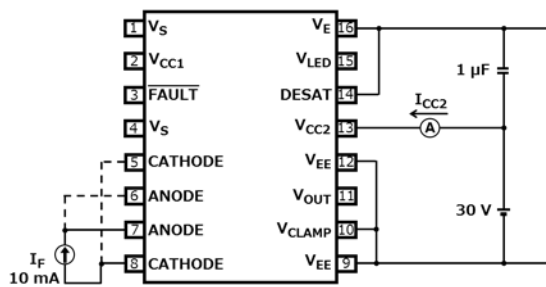 1 VS VE 16
2 VCC1 VLED 15
3 FAULT DESAT 14
4 VS VCC2 13
5 CATHODE VEE 12
6 ANODE VOUT 11
7 ANODE VCLAMP 10
8 CATHODE VEE 9
IF
10 mA
1 µF
ICC2
A
30 V